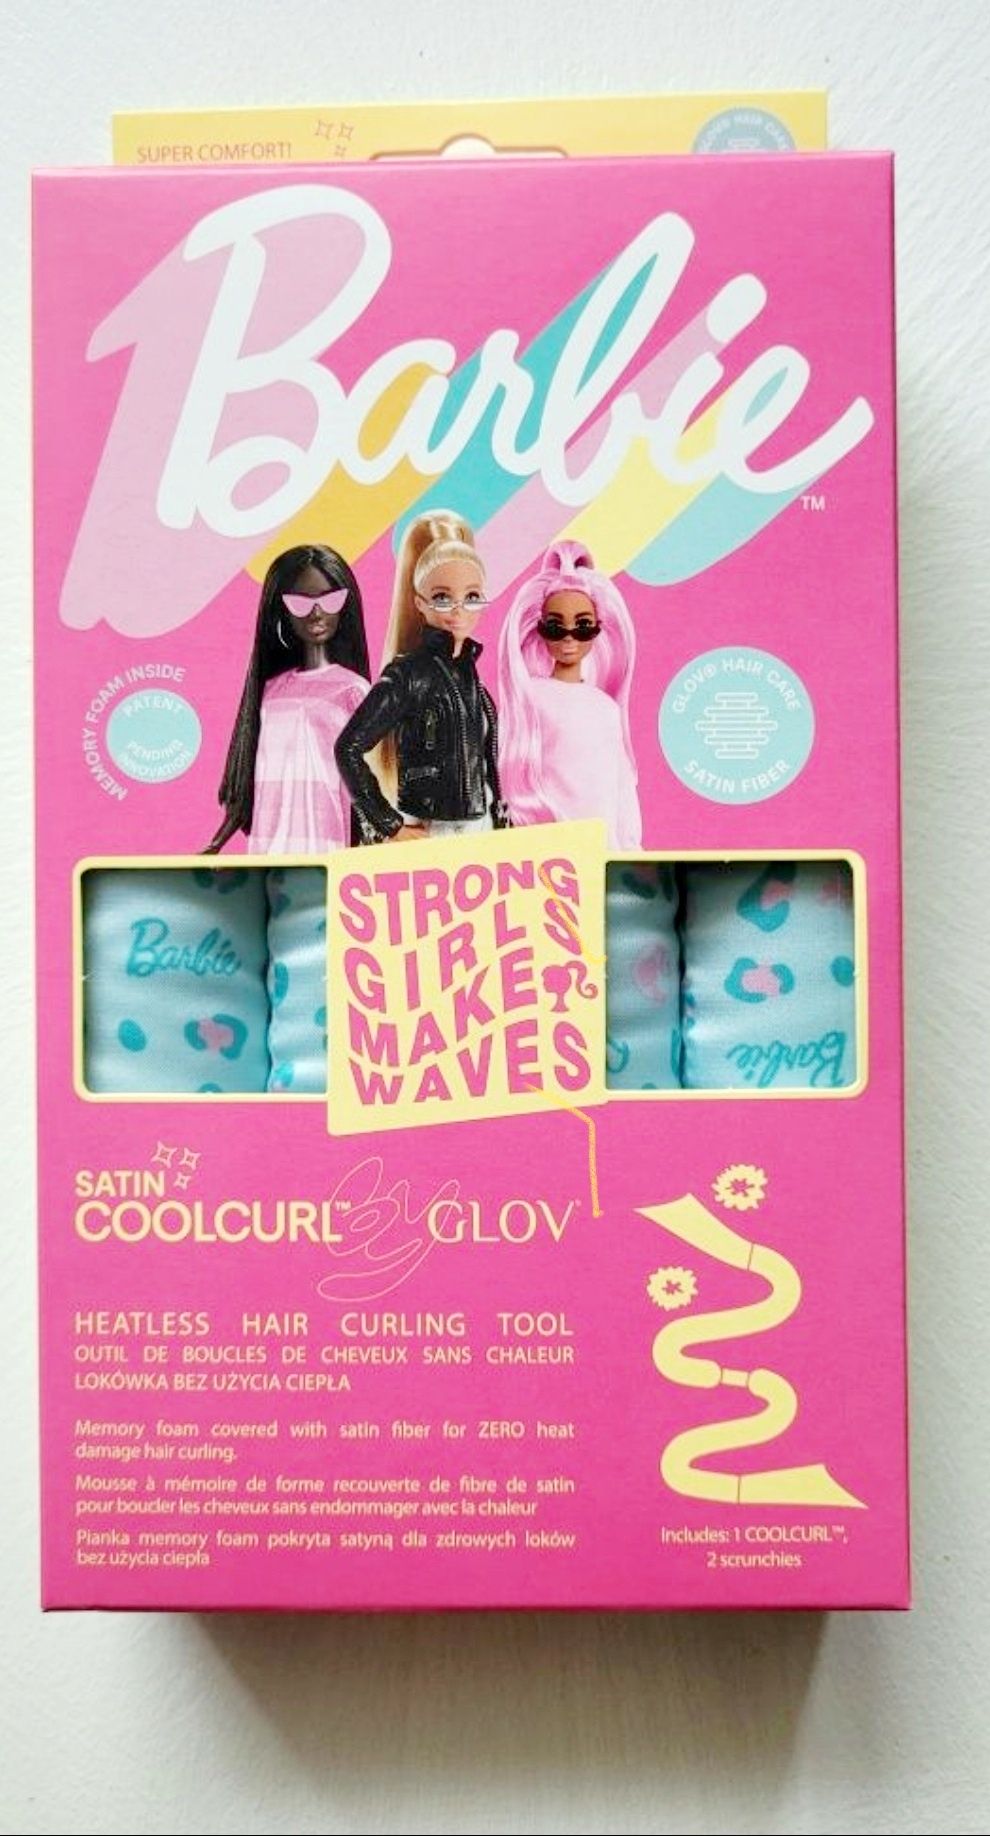 SUPER COMFORT!
Barbie™
MEMORY FOAM INSIDE
PATENT
PENDING
INNOVATION
GLOV® HAIR CARE
SATIN FIBER
Barbie
STRONG
GIRLS
MAKE
WAVES
Barbie
SATIN
COOLCURL™ by GLOV®
HEATLESS HAIR CURLING TOOL
OUTIL DE BOUCLES DE CHEVEUX SANS CHALEUR
LOKÓWKA BEZ UŻYCIA CIEPŁA
Memory foam covered with satin fiber for ZERO heat
damage hair curling.
Mousse à mémoire de forme recouverte de fibre de satin
pour boucler les cheveux sans endommager avec la chaleur
Pianka memory foam pokryta satyną dla zdrowych loków
bez użycia ciepła
Includes: 1 COOLCURL™,
2 scrunchies